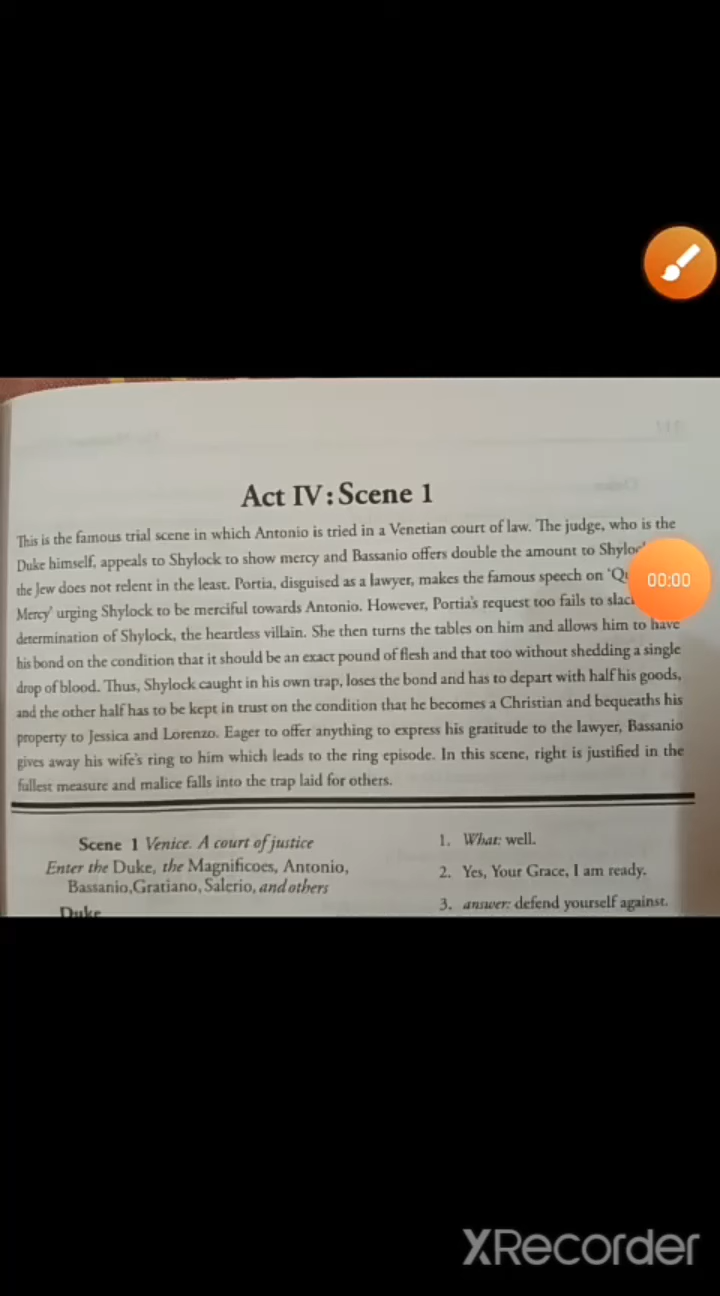 Act IV: Scene 1
This is the famous trial scene in which Antonio is tried in a Venetian court of law. The judge, who is the
Duke himself, appeals to Shylock to show mercy and Bassanio offers double the amount to
the Jew does not relent in the least. Portia, disguised as a lawyer, makes the famous speech on
Mercy' urging Shylock to be merciful towards Antonio. However, Portia's request too fails to
determination of Shylock, the heartless villain. She then turns the tables on him and allows him to have
his bond on the condition that it should be an exact pound of flesh and that too without shedding a single
drop of blood. Thus, Shylock caught in his own trap, loses the bond and has to depart with half his goods,
and the other half has to be kept in trust on the condition that he becomes a Christian and bequeaths his
property to Jessica and Lorenzo. Eager to offer anything to express his gratitude to the lawyer, Bassanio
gives away his wife's ring to him which leads to the ring episode. In this scene, right is justified in the
fullest measure and malice falls into the trap laid for others.
00:00
Scene 1 Venice. A court of justice
Enter the Duke, the Magnificoes, Antonio,
Bassanio,Gratiano, Salerio, and others
Duke
1. What: well.
2. Yes, Your Grace, I am ready.
3. answer: defend yourself against.
XRecorder